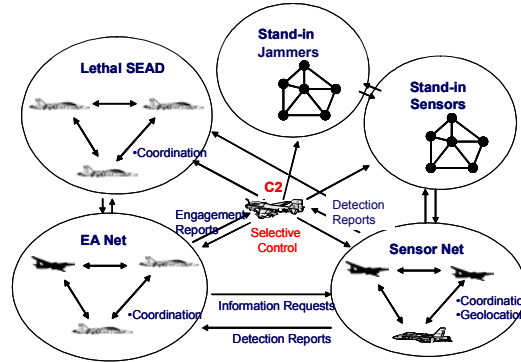 Stand-in
Jammers
Lethal SEAD
Stand-in
Sensors
•Coordination
C2
Engagement
Reports
Detection
Reports
Selective
Control
EA Net
Sensor Net
•Coordination
Information Requests
•Coordination
•Geolocation
Detection Reports